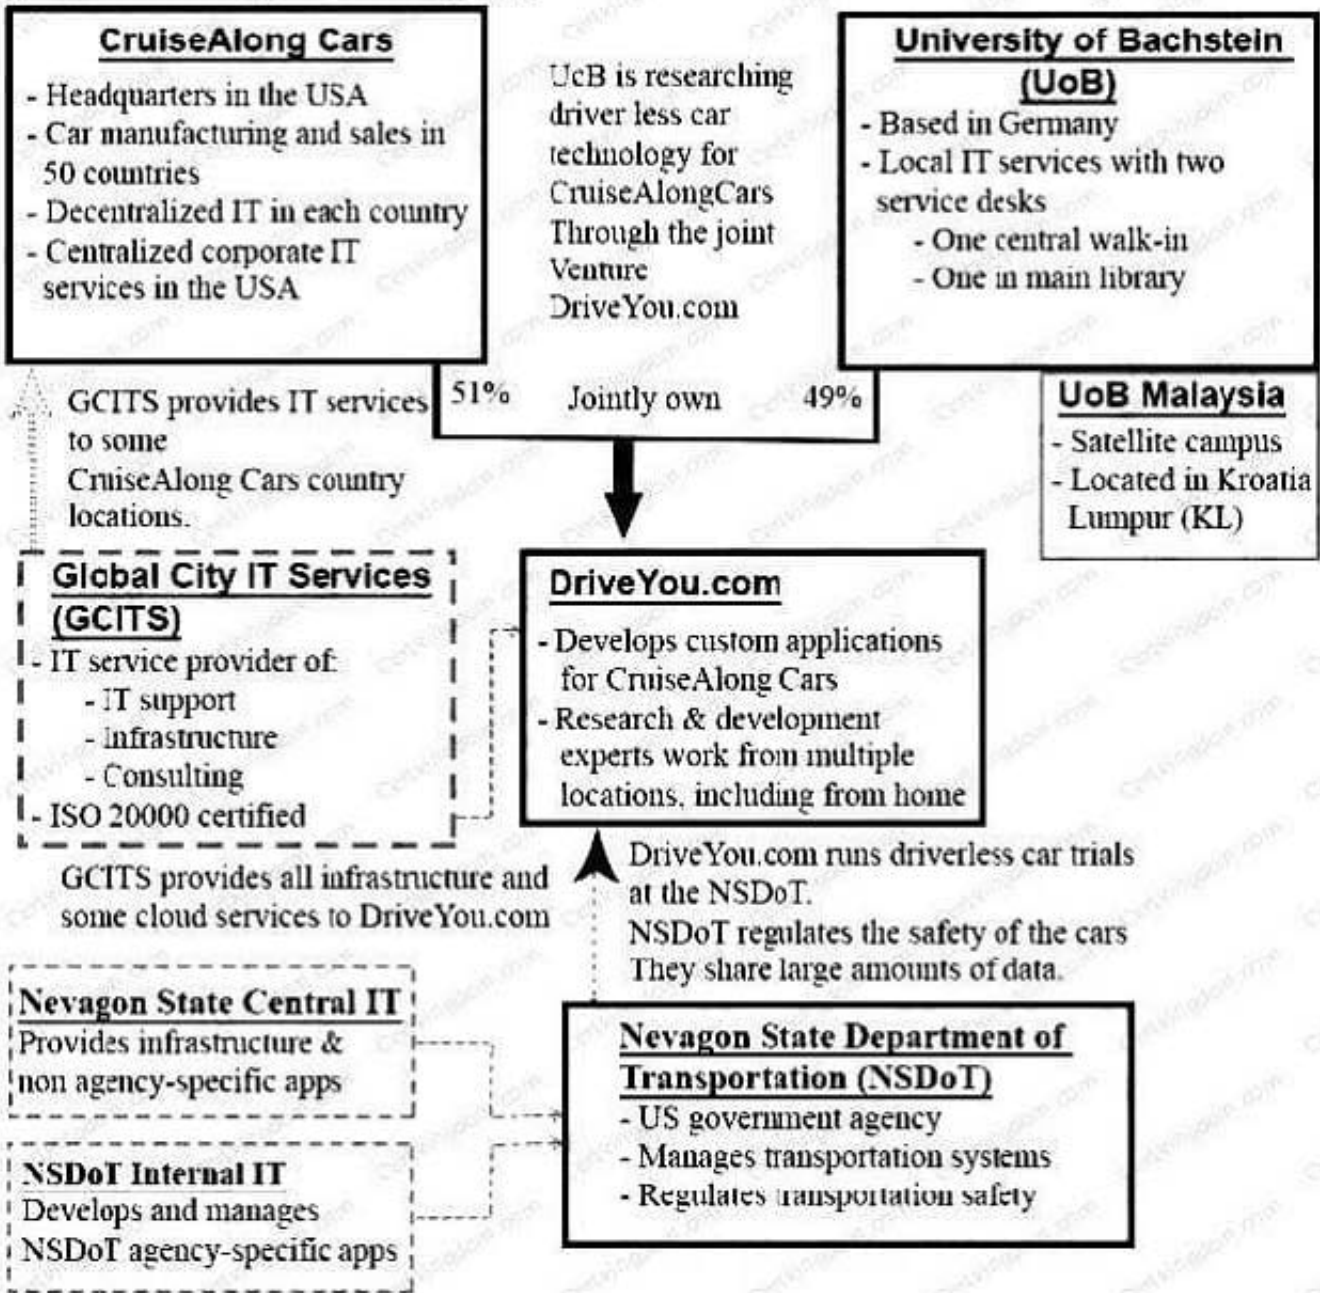 CruiseAlong Cars
- Headquarters in the USA
- Car manufacturing and sales in
50 countries
- Decentralized IT in each country
- Centralized corporate IT
services in the USA
UcB is researching
driver less car
technology for
CruiseAlongCars
Through the joint
Venture
DriveYou.com
University of Bachstein
(UoB)
- Based in Germany
- Local IT services with two
service desks
- One central walk-in
- One in main library
51% Jointly own 49%
UoB Malaysia
- Satellite campus
- Located in Kroatia
Lumpur (KL)
GCITS provides IT services
to some
CruiseAlong Cars country
locations.
Global City IT Services
(GCITS)
- IT service provider of:
- IT support
- Infrastructure
- Consulting
- ISO 20000 certified
DriveYou.com
- Develops custom applications
for CruiseAlong Cars
- Research & development
experts work from multiple
locations, including from home
GCITS provides all infrastructure and
some cloud services to DriveYou.com
DriveYou.com runs driverless car trials
at the NSDoT.
NSDoT regulates the safety of the cars
They share large amounts of data.
Nevagon State Central IT
Provides infrastructure &
non agency-specific apps
NSDoT Internal IT
Develops and manages
NSDoT agency-specific apps
Nevagon State Department of
Transportation (NSDoT)
- US government agency
- Manages transportation systems
- Regulates transportation safety